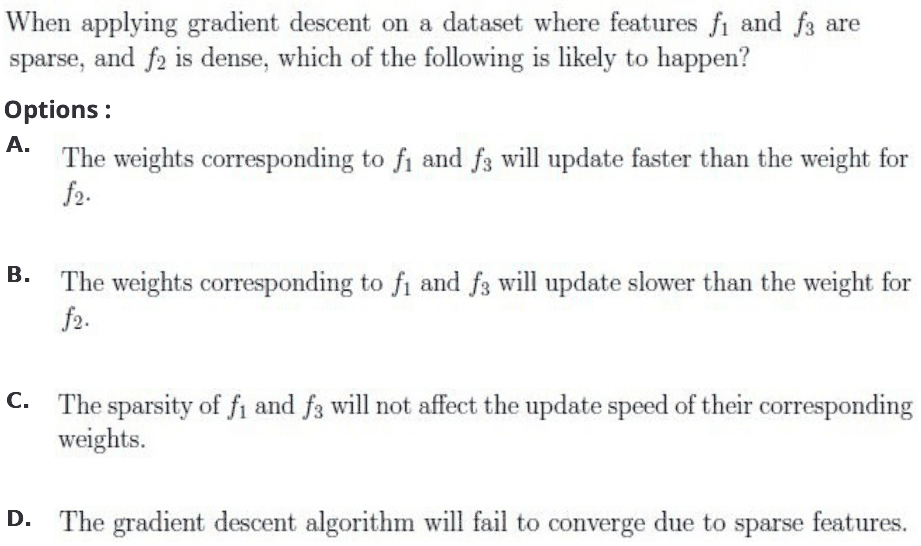 When applying gradient descent on a dataset where features f₁ and f₃ are
sparse, and f₂ is dense, which of the following is likely to happen?
Options :
A.
The weights corresponding to f₁ and f₃ will update faster than the weight for
f₂.
B.
The weights corresponding to f₁ and f₃ will update slower than the weight for
f₂.
C.
The sparsity of f₁ and f₃ will not affect the update speed of their corresponding
weights.
D.
The gradient descent algorithm will fail to converge due to sparse features.